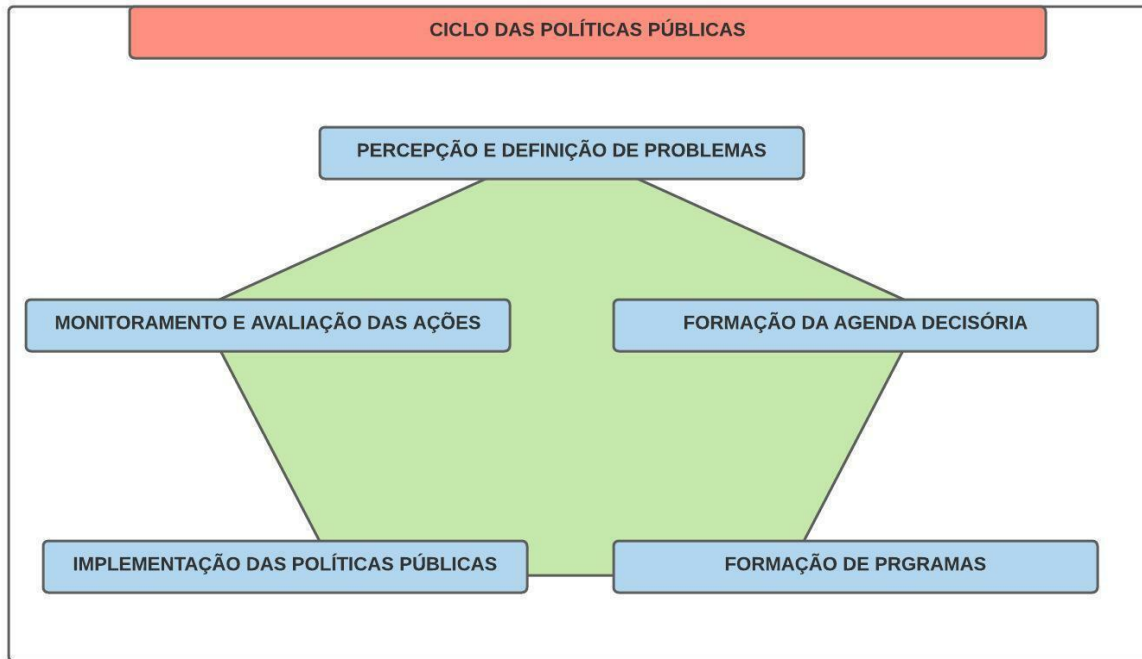 CICLO DAS POLÍTICAS PÚBLICAS
PERCEPÇÃO E DEFINIÇÃO DE PROBLEMAS
MONITORAMENTO E AVALIAÇÃO DAS AÇÕES
FORMAÇÃO DA AGENDA DECISÓRIA
IMPLEMENTAÇÃO DAS POLÍTICAS PÚBLICAS
FORMAÇÃO DE PRGRAMAS